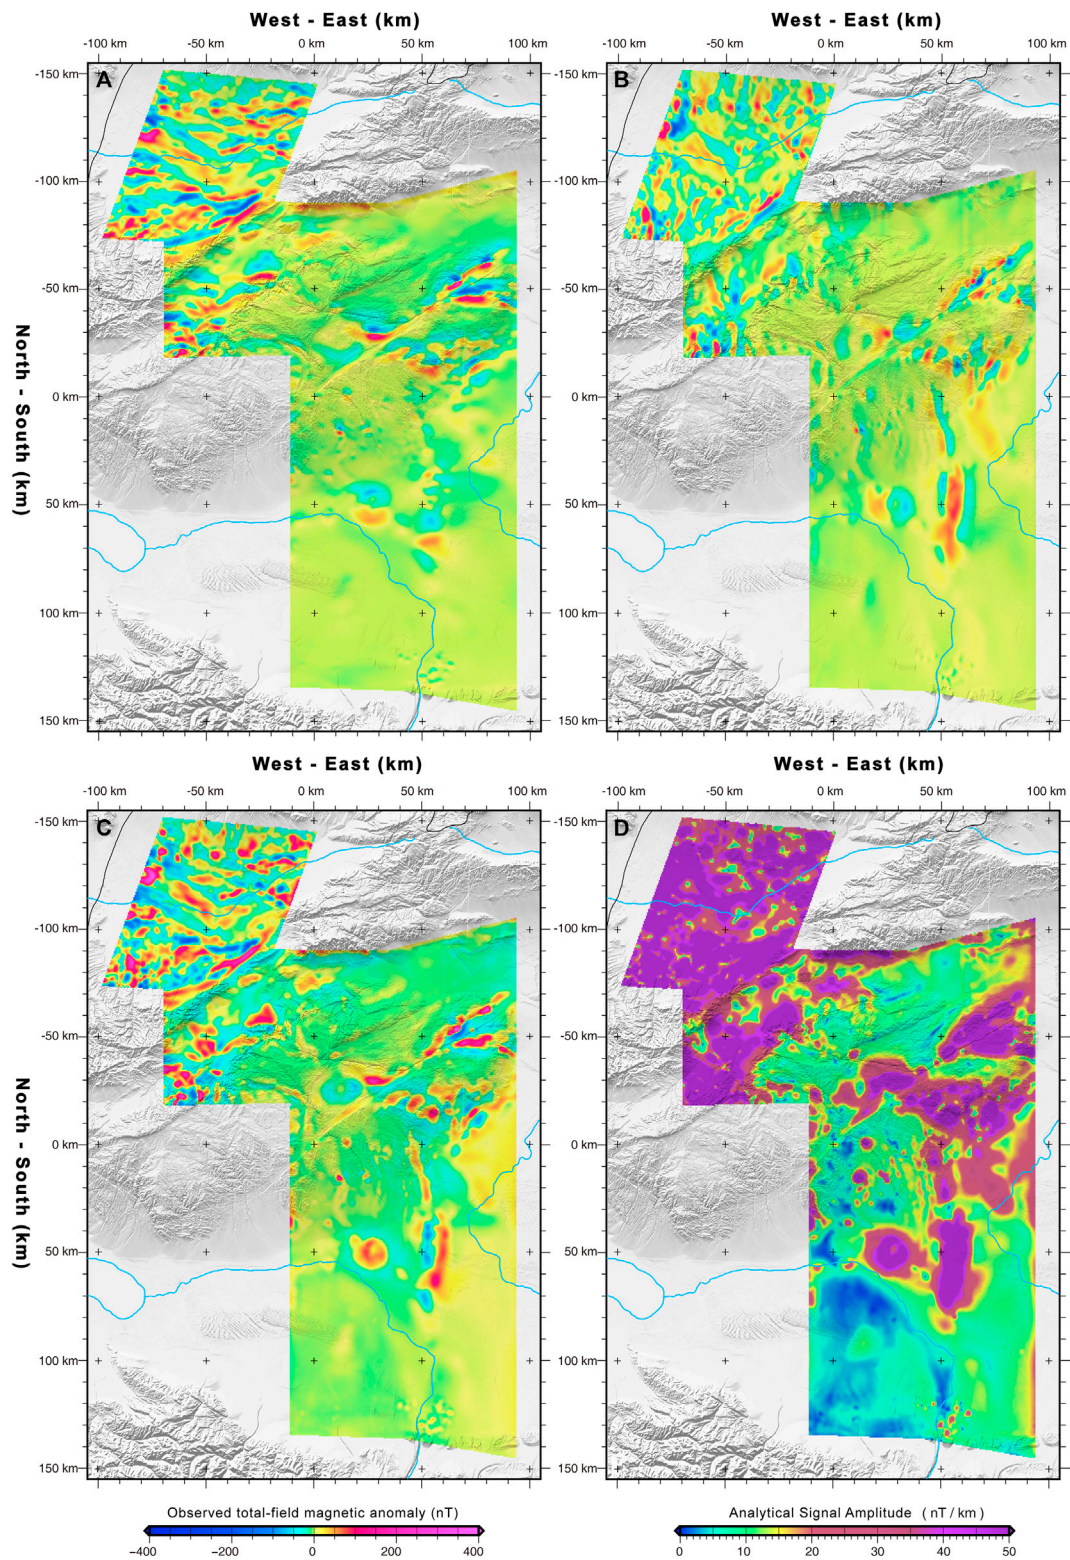 West - East (km)
West - East (km)
-100 km -50 km 0 km 50 km 100 km
-100 km -50 km 0 km 50 km 100 km
A
B
-150 km
-100 km
-50 km
0 km
50 km
100 km
150 km
North - South (km)
-150 km
-100 km
-50 km
0 km
50 km
100 km
150 km
West - East (km)
West - East (km)
-100 km -50 km 0 km 50 km 100 km
-100 km -50 km 0 km 50 km 100 km
C
D
-150 km
-100 km
-50 km
0 km
50 km
100 km
150 km
North - South (km)
-150 km
-100 km
-50 km
0 km
50 km
100 km
150 km
Observed total-field magnetic anomaly (nT)
−400 −200 0 200 400
Analytical Signal Amplitude ( nT / km )
0 10 20 30 40 50